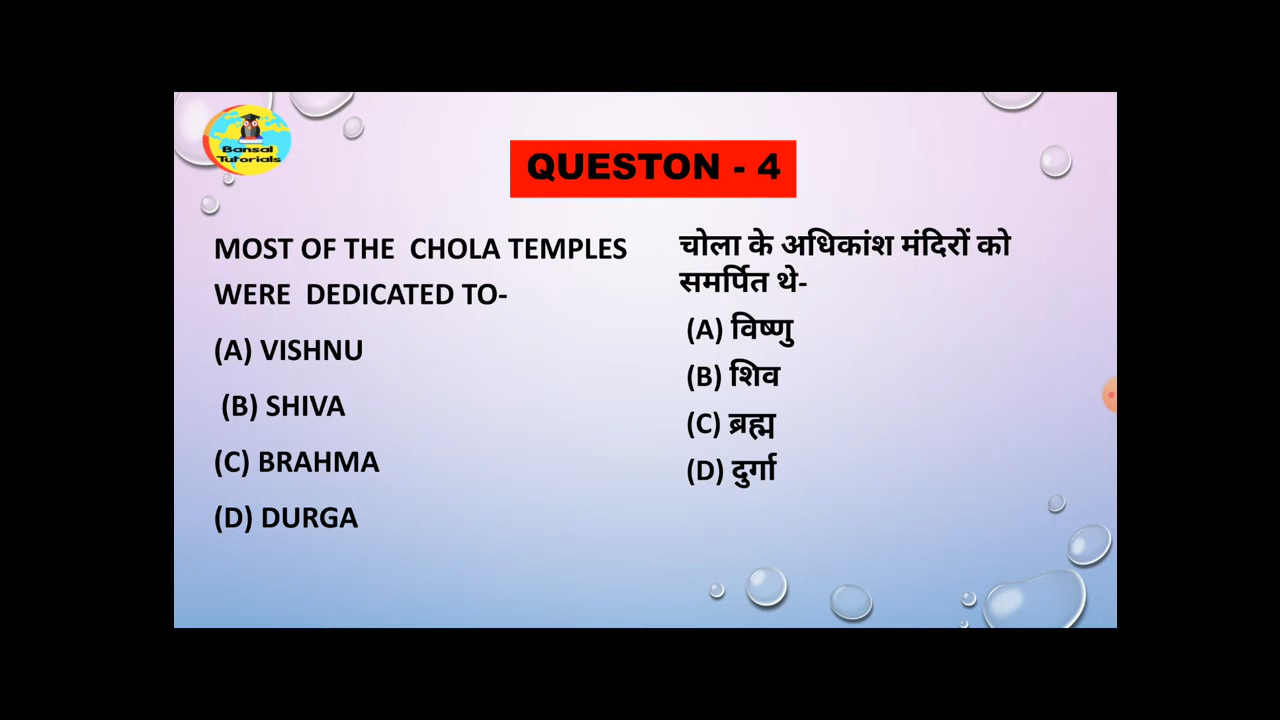 Bansal
Tutorials
QUESTON - 4
MOST OF THE CHOLA TEMPLES
WERE DEDICATED TO-
(A) VISHNU
(B) SHIVA
(C) BRAHMA
(D) DURGA
चोला के अधिकांश मंदिरों को
समर्पित थे-
(A) विष्णु
(B) शिव
(C) ब्रह्म
(D) दुर्गा